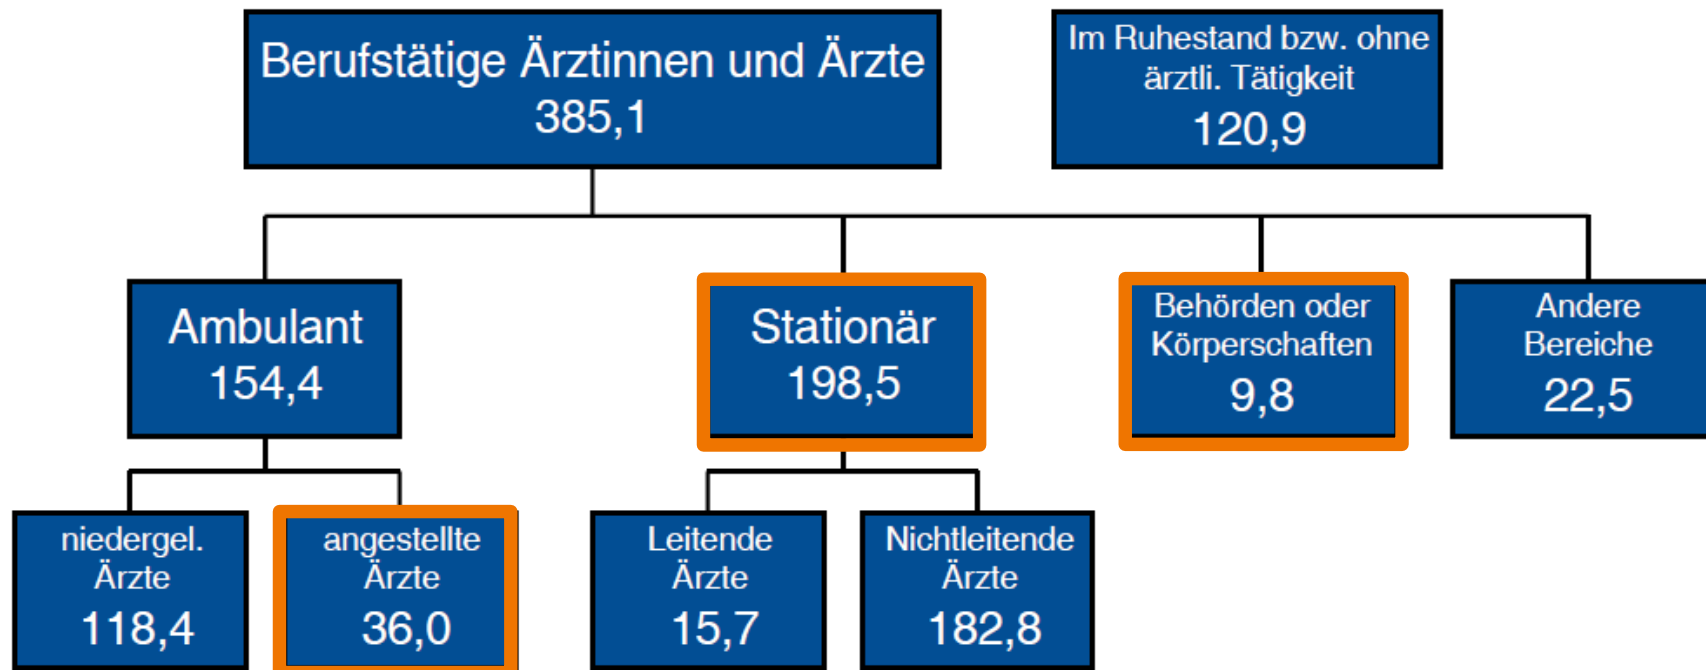 Berufstätige Ärztinnen und Ärzte
385,1
Im Ruhestand bzw. ohne
ärztli. Tätigkeit
120,9
Ambulant
154,4
Stationär
198,5
Behörden oder
Körperschaften
9,8
Andere
Bereiche
22,5
niedergel.
Ärzte
118,4
angestellte
Ärzte
36,0
Leitende
Ärzte
15,7
Nichtleitende
Ärzte
182,8